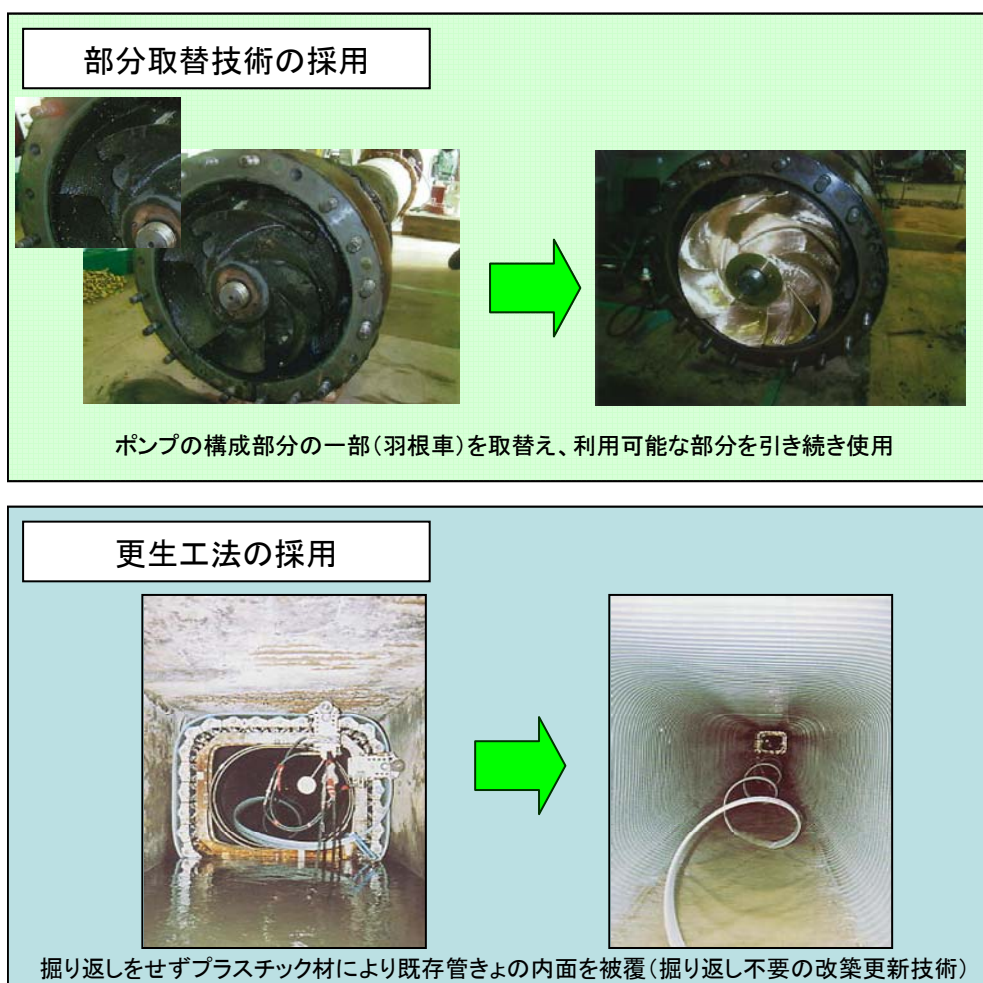 部分取替技術の採用
ポンプの構成部分の一部(羽根車)を取替え、利用可能な部分を引き続き使用
更生工法の採用
掘り返しをせずプラスチック材により既存管きょの内面を被覆(掘り返し不要の改築更新技術)